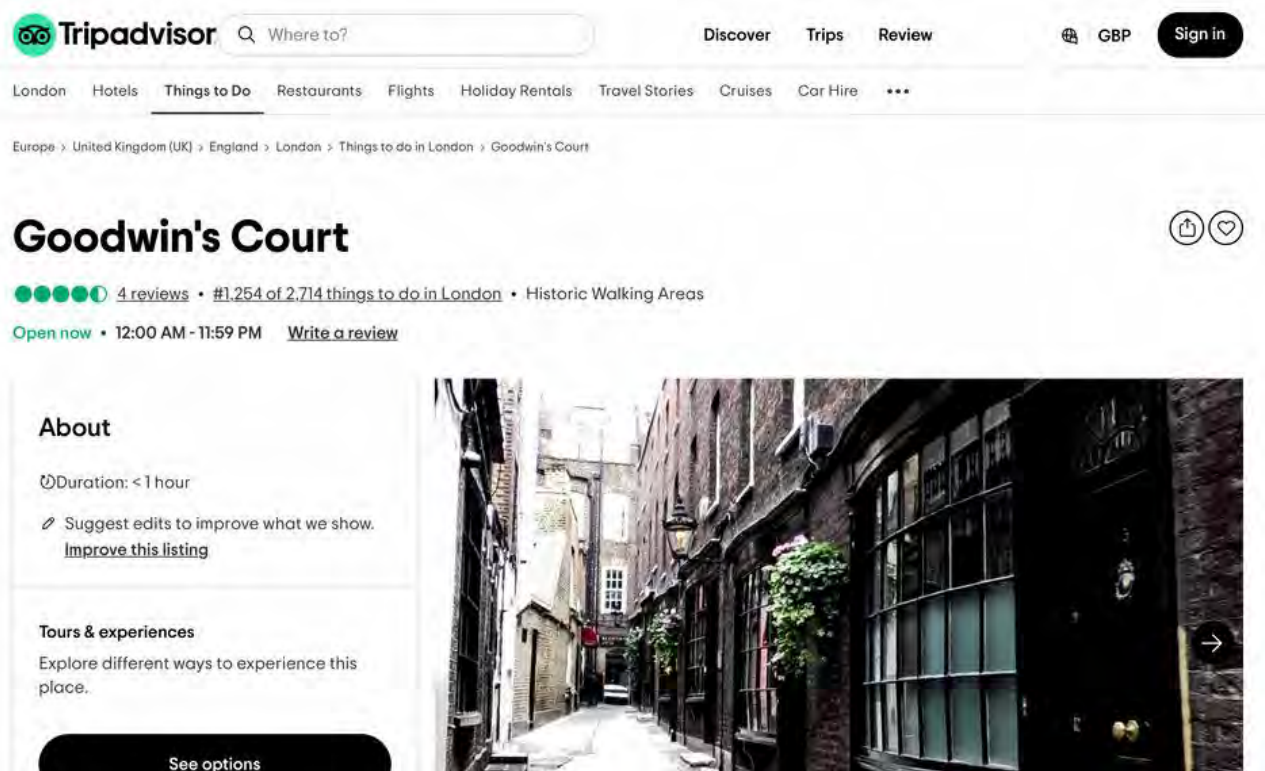 Tripadvisor
Where to?
Discover Trips Review GBP Sign in
London Hotels Things to Do Restaurants Flights Holiday Rentals Travel Stories Cruises Car Hire •••
Europe > United Kingdom (UK) > England > London > Things to do in London > Goodwin's Court
Goodwin's Court
4 reviews • #1,254 of 2,714 things to do in London • Historic Walking Areas
Open now • 12:00 AM - 11:59 PM Write a review
About
Duration: < 1 hour
Suggest edits to improve what we show.
Improve this listing
Tours & experiences
Explore different ways to experience this
place.
See options